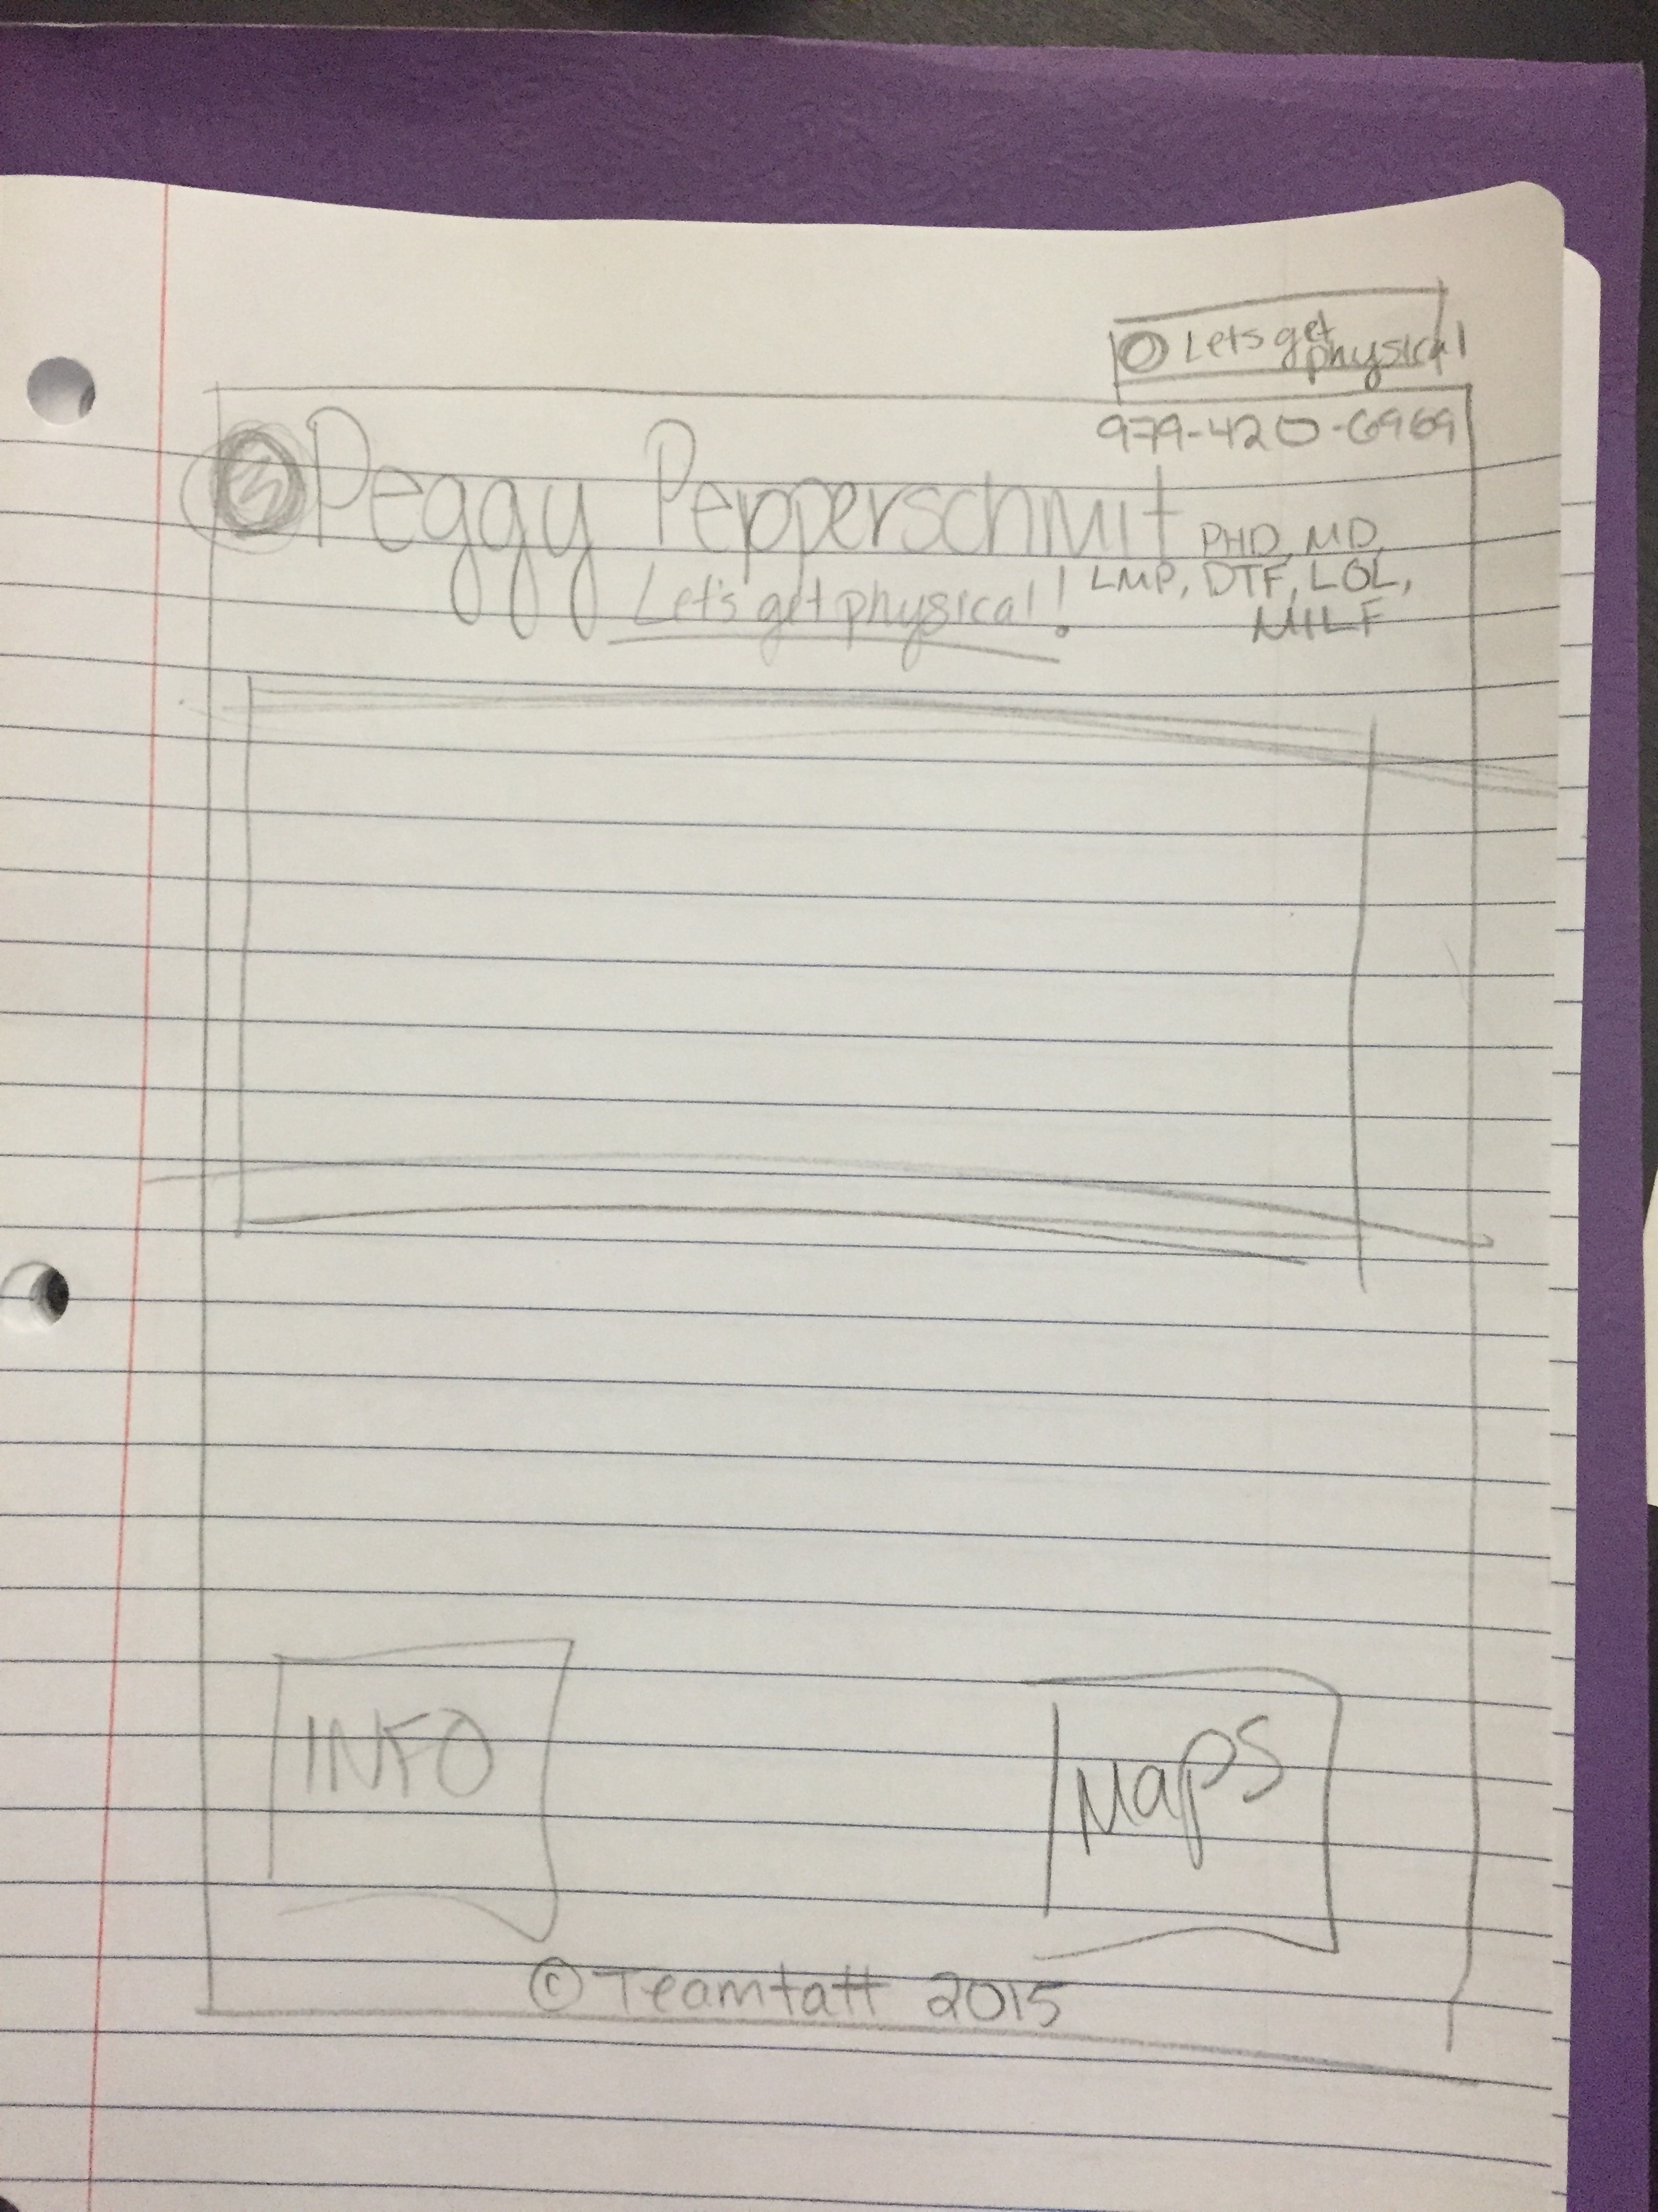 Lets get
physical
979-420-6969
Peggy Pepperschmit PHD, MD,
LMP, DTF, LOL,
MILF
Let's get physical!
INFO
Maps
© Teamtatt 2015